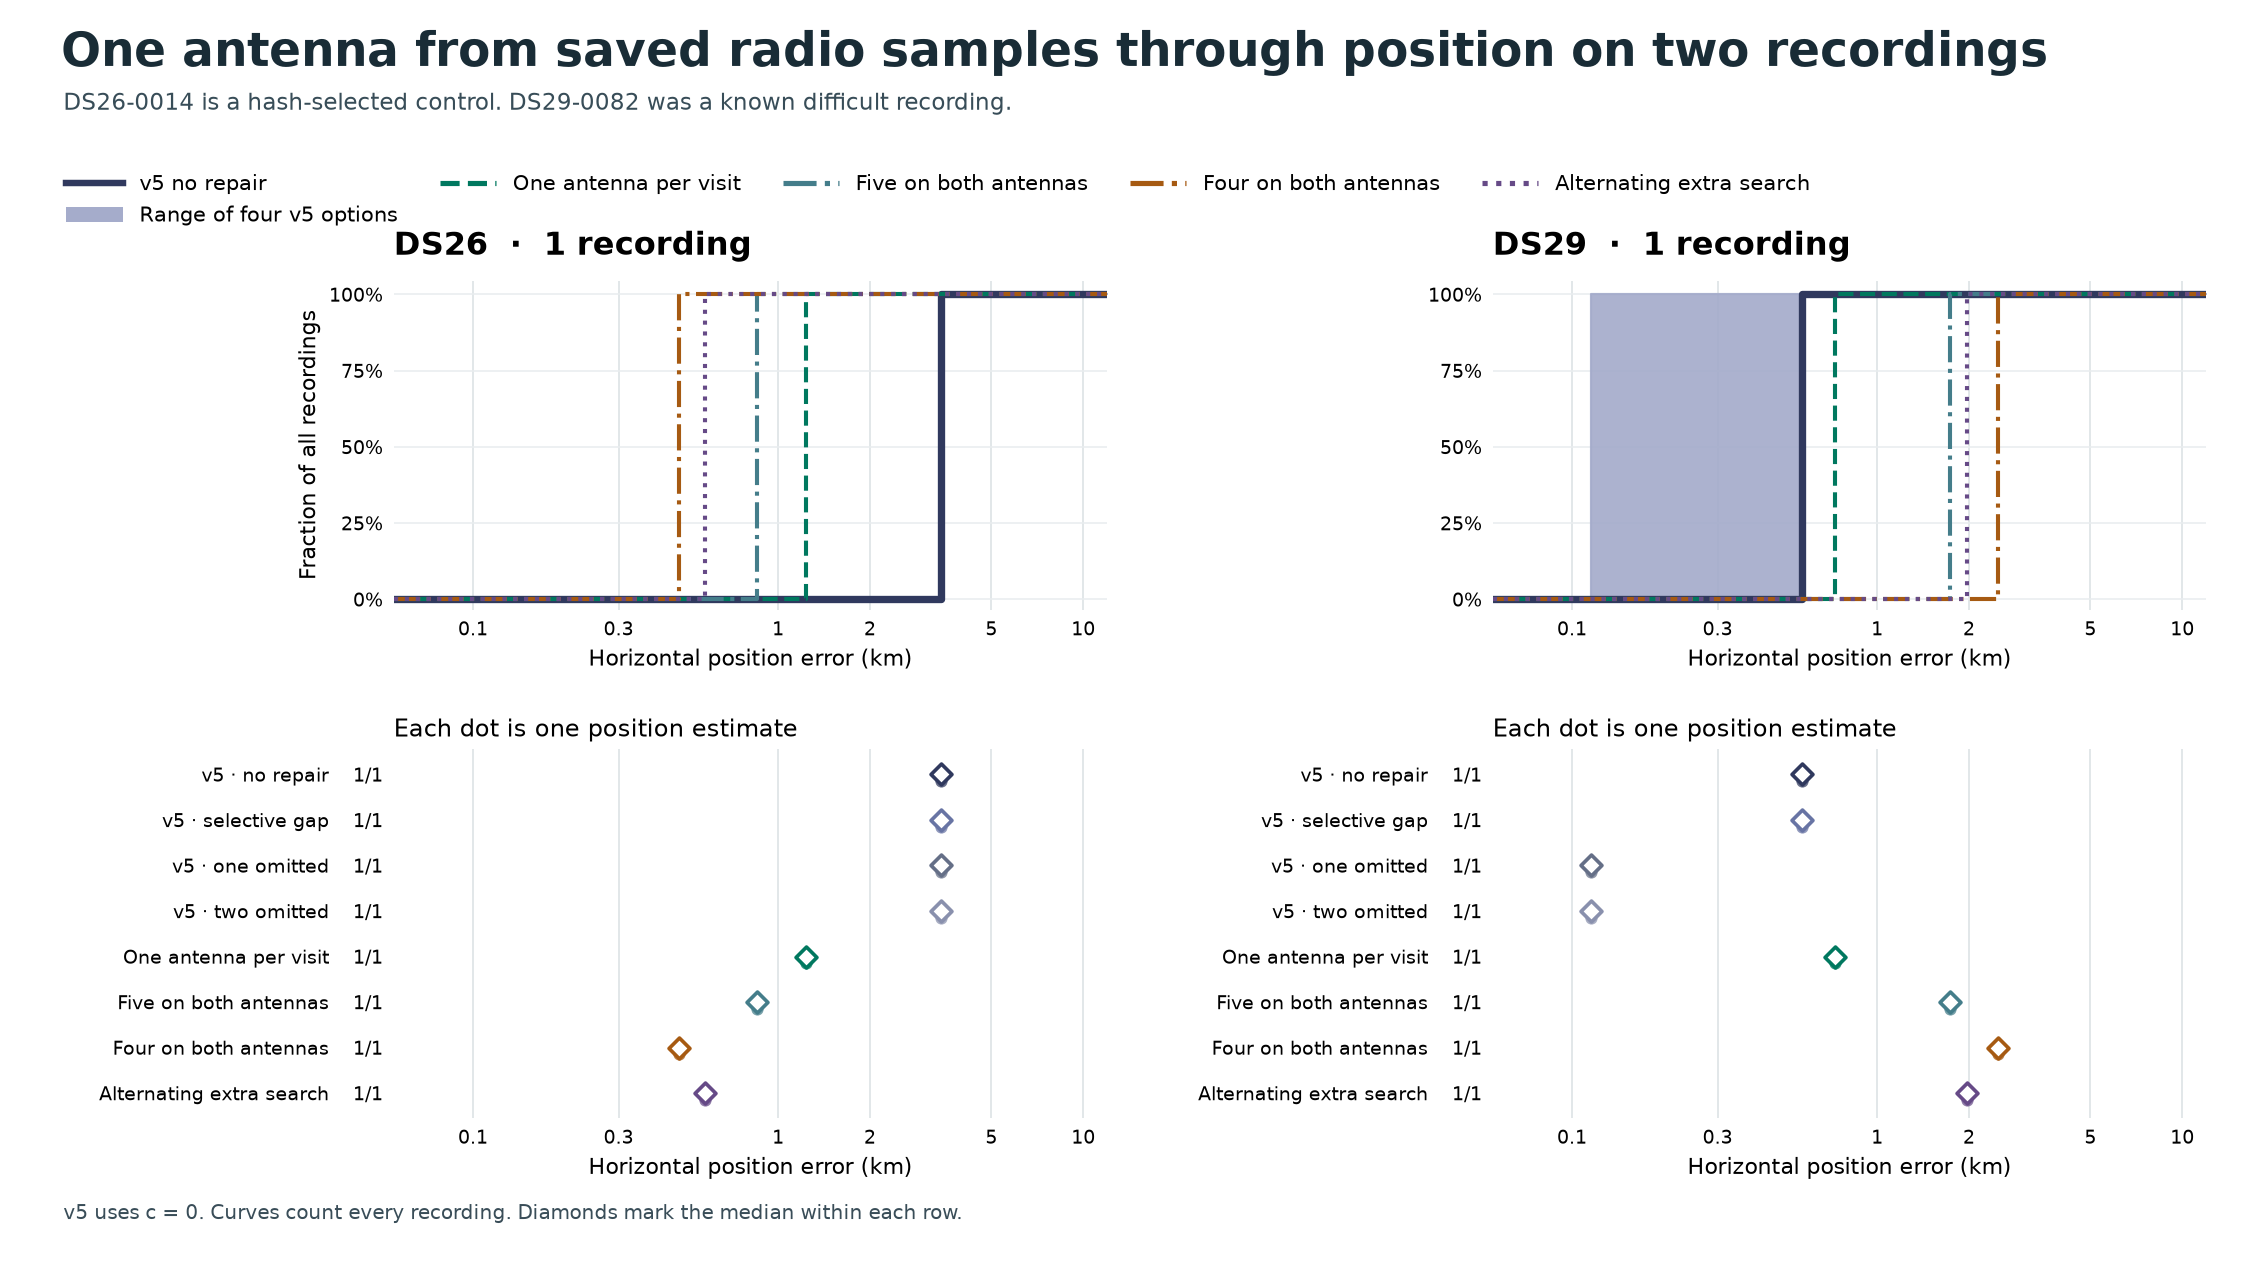 One antenna from saved radio samples through position on two recordings
DS26-0014 is a hash-selected control. DS29-0082 was a known difficult recording.
v5 no repair
One antenna per visit
Five on both antennas
Four on both antennas
Alternating extra search
Range of four v5 options
DS26 · 1 recording
Fraction of all recordings
100%
75%
50%
25%
0%
0.1 0.3 1 2 5 10
Horizontal position error (km)
DS29 · 1 recording
100%
75%
50%
25%
0%
0.1 0.3 1 2 5 10
Horizontal position error (km)
Each dot is one position estimate
v5 · no repair 1/1
v5 · selective gap 1/1
v5 · one omitted 1/1
v5 · two omitted 1/1
One antenna per visit 1/1
Five on both antennas 1/1
Four on both antennas 1/1
Alternating extra search 1/1
0.1 0.3 1 2 5 10
Horizontal position error (km)
Each dot is one position estimate
v5 · no repair 1/1
v5 · selective gap 1/1
v5 · one omitted 1/1
v5 · two omitted 1/1
One antenna per visit 1/1
Five on both antennas 1/1
Four on both antennas 1/1
Alternating extra search 1/1
0.1 0.3 1 2 5 10
Horizontal position error (km)
v5 uses c = 0. Curves count every recording. Diamonds mark the median within each row.